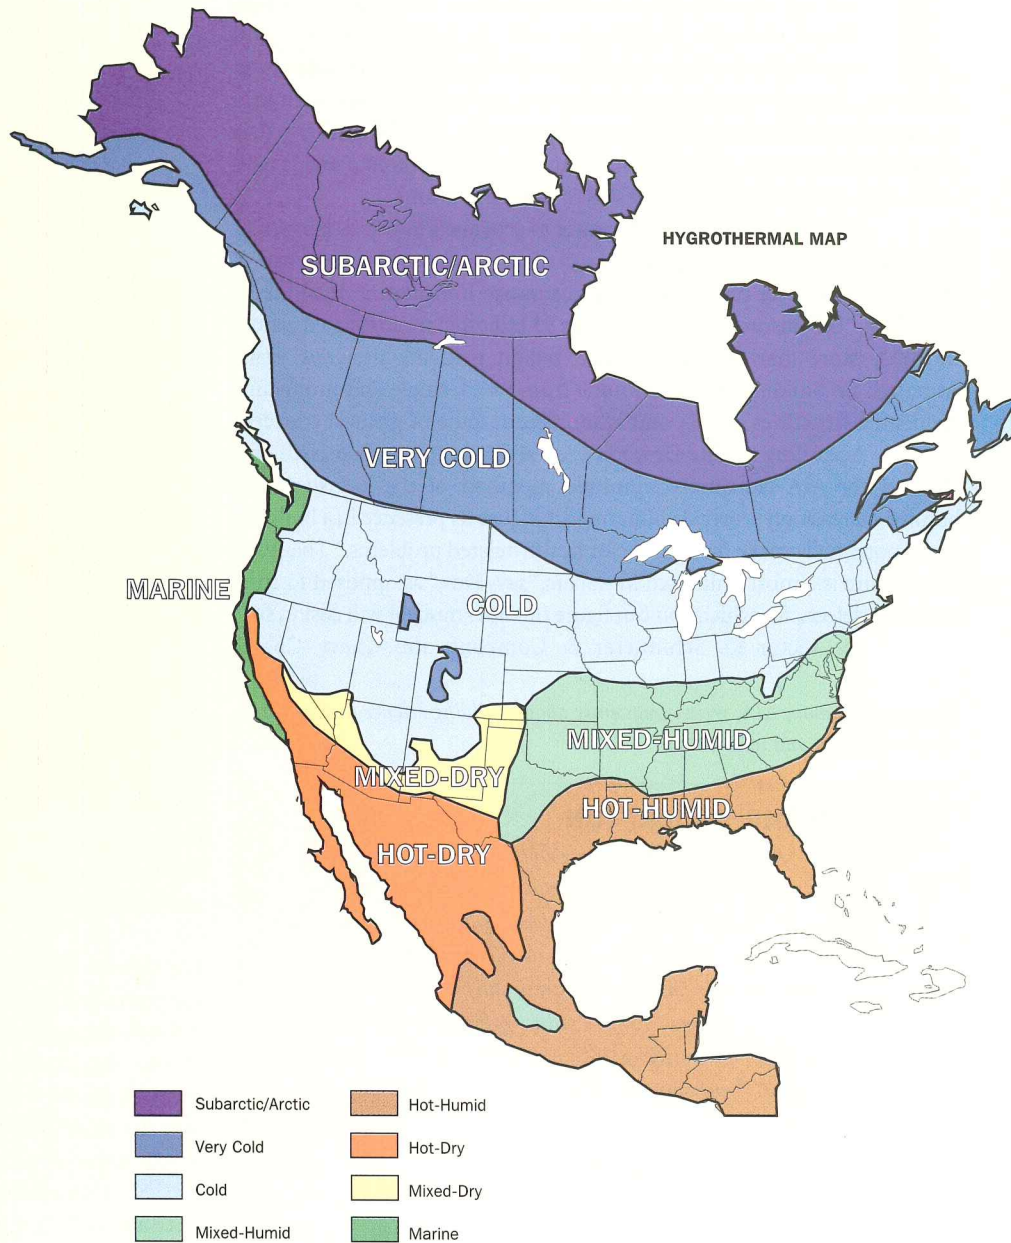 HYGROTHERMAL MAP
SUBARCTIC/ARCTIC
VERY COLD
MARINE
COLD
MIXED-HUMID
MIXED-DRY
HOT-HUMID
HOT-DRY
Subarctic/Arctic
Hot-Humid
Very Cold
Hot-Dry
Cold
Mixed-Dry
Mixed-Humid
Marine